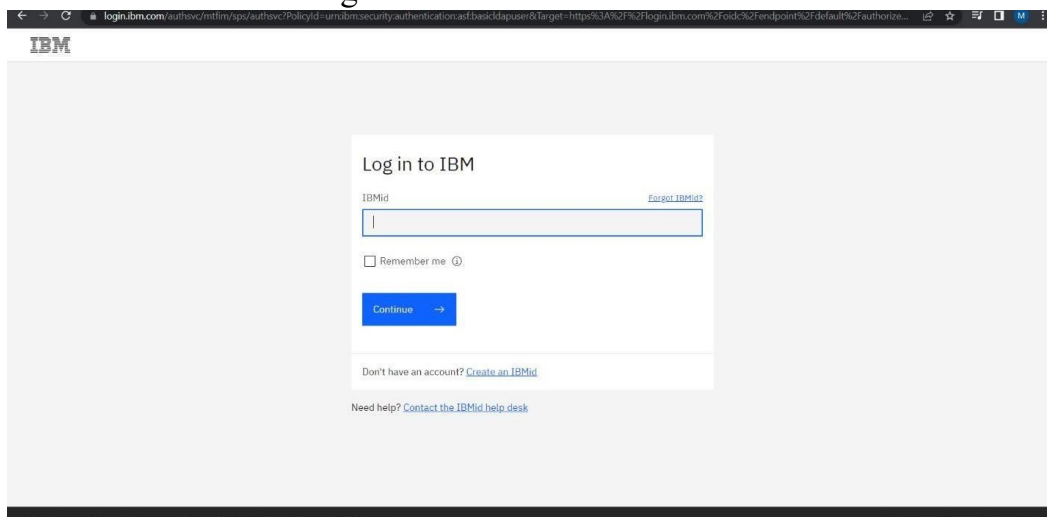 login.ibm.com/authsvc/mtfim/sps/authsvc?PolicyId=urn:ibm:security:authentication:asf:basicldapuser&Target=https%3A%2F%2Flogin.ibm.com%2Foidc%2Fendpoint%2Fdefault%2Fauthorize... M
IBM
Log in to IBM
IBMid Forgot IBMid?
Remember me
Continue →
Don't have an account? Create an IBMid
Need help? Contact the IBMid help desk